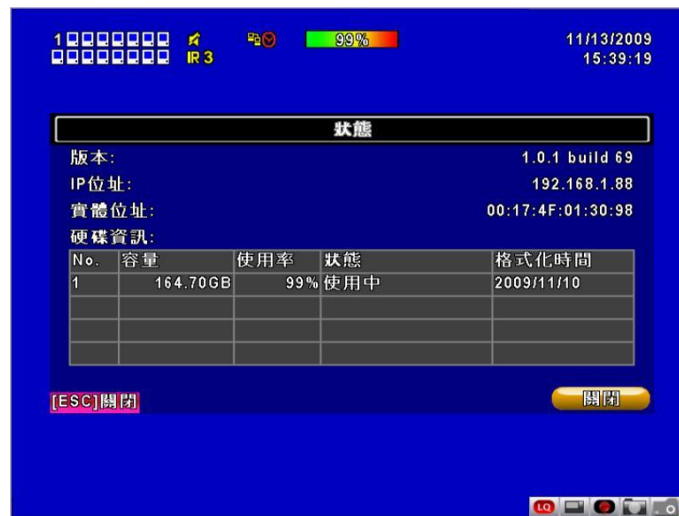 1 99% 11/13/2009
IR 3 15:39:19
狀態
版本: 1.0.1 build 69
IP位址: 192.168.1.88
實體位址: 00:17:4F:01:30:98
硬碟資訊:
No. 容量 使用率 狀態 格式化時間
1 164.70GB 99% 使用中 2009/11/10
[ESC]關閉 關閉
LQ